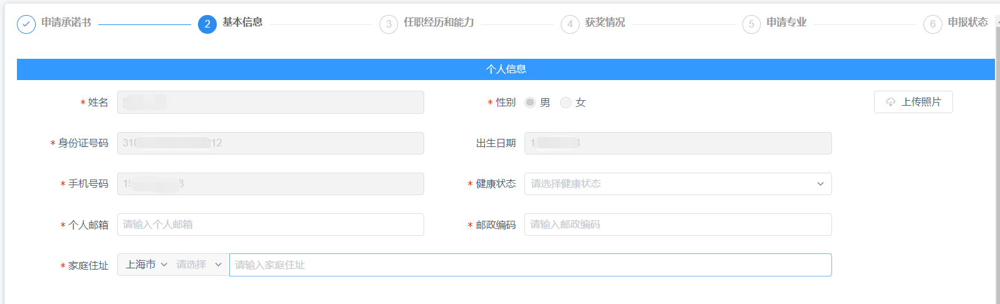 申请承诺书 2 基本信息 3 任职经历和能力 4 获奖情况 5 申请专业 6 申报状态
个人信息
* 姓名 * 性别 男 女 上传照片
* 身份证号码 310 12 出生日期 1
* 手机号码 1 3 * 健康状态 请选择健康状态
* 个人邮箱 请输入个人邮箱 * 邮政编码 请输入邮政编码
* 家庭住址 上海市 请选择 请输入家庭住址